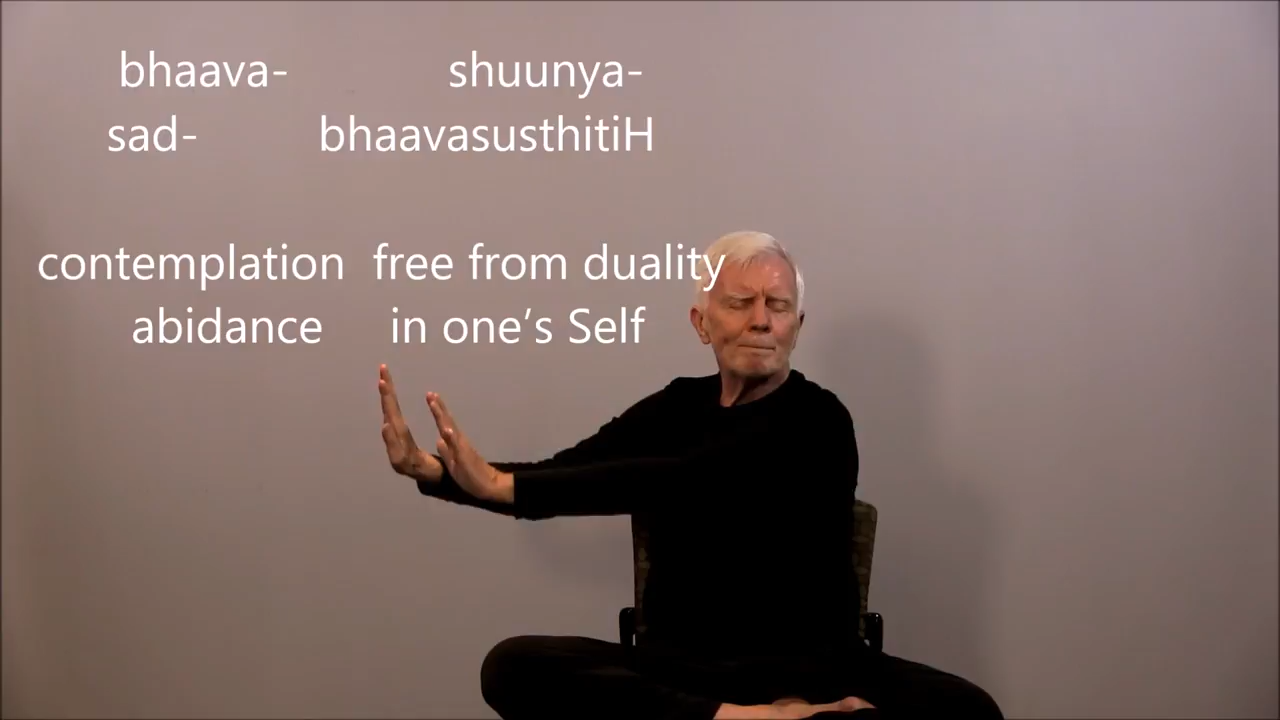 bhaava- shuunya-
sad- bhaavasusthitiH
contemplation free from duality
abidance in one’s Self